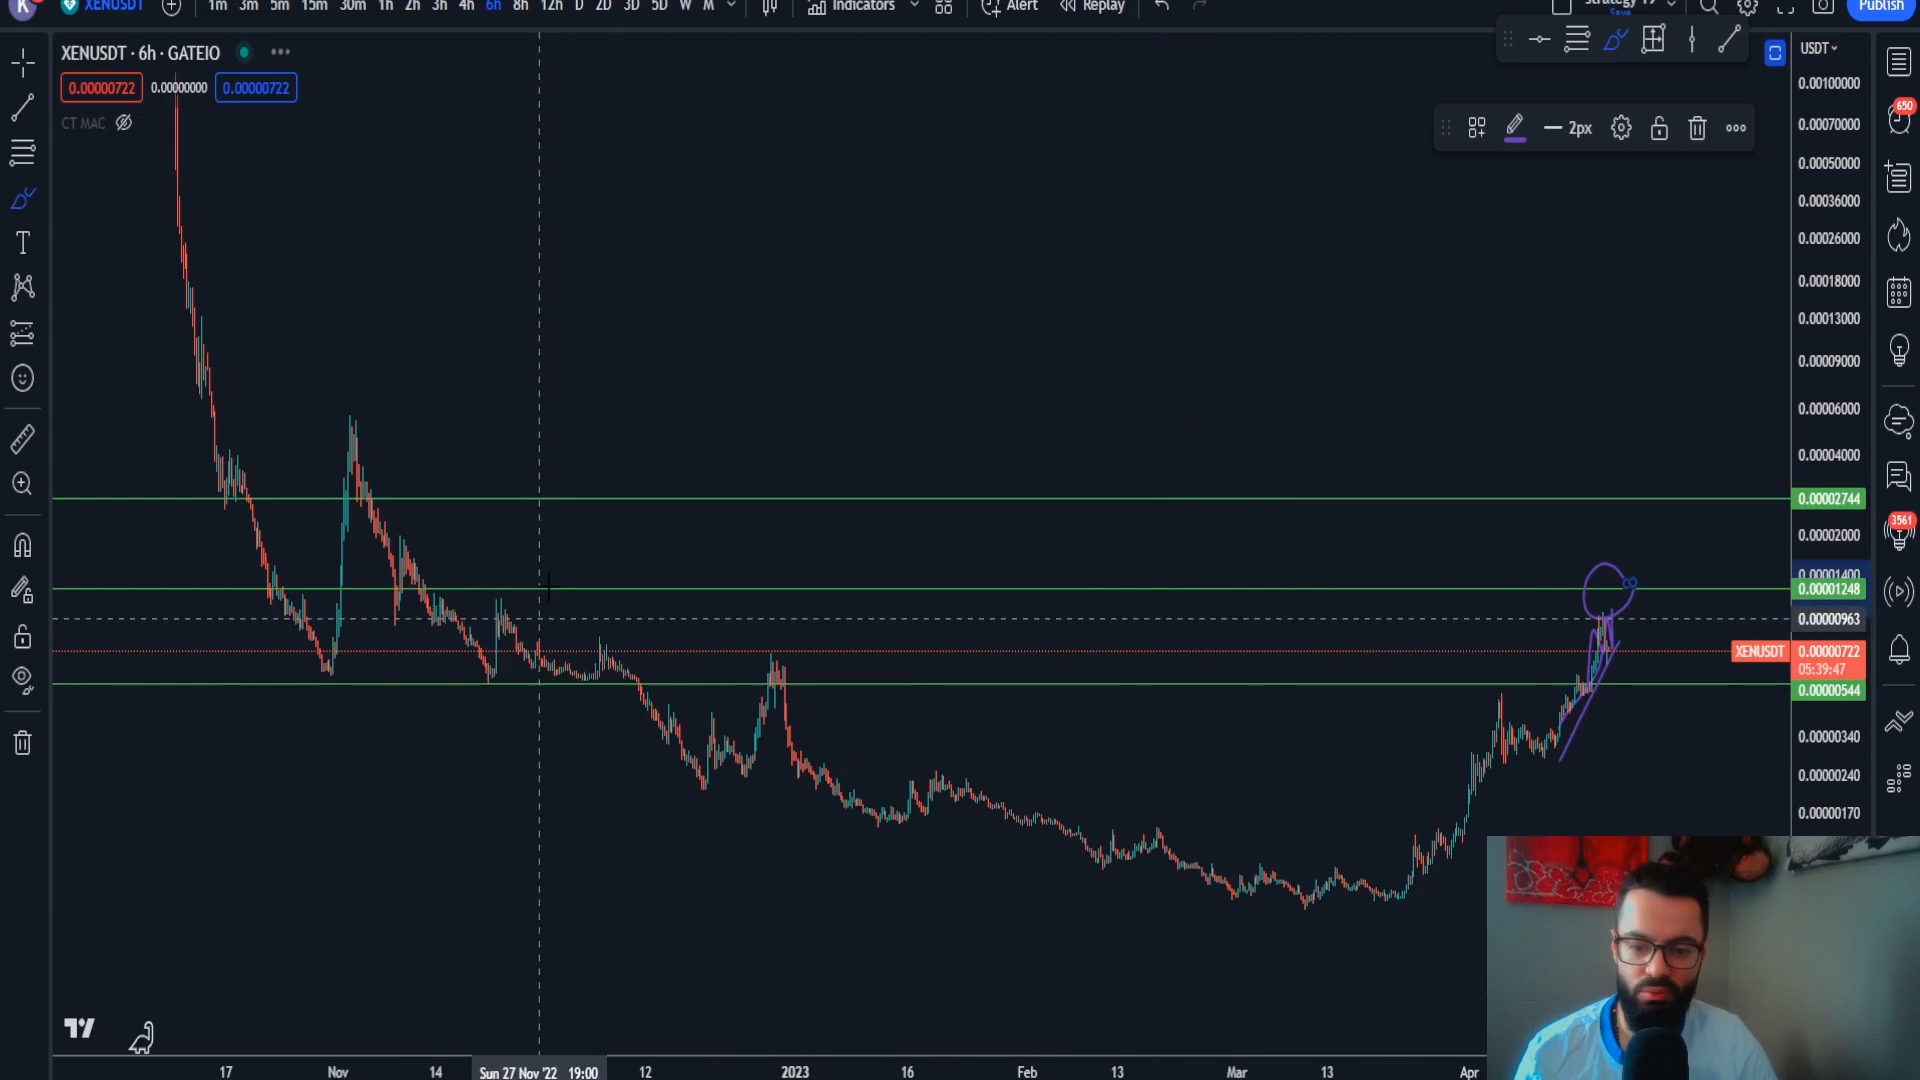 K XENUSDT 1m 3m 5m 15m 30m 1h 2h 3h 4h 6h 8h 12h D 2D 3D 5D W M Indicators Alert Replay Publish
Save
XENUSDT · 6h · GATEIO
USDT
0.00000722 0.00000000 0.00000722
CT MAC
2px
650
3561
0.00100000
0.00070000
0.00050000
0.00036000
0.00026000
0.00018000
0.00013000
0.00009000
0.00006000
0.00004000
0.00002744
0.00002000
0.00001400
0.00001248
0.00000963
XENUSDT 0.00000722
05:39:47
0.00000544
0.00000340
0.00000240
0.00000170
17 Nov 14 Sun 27 Nov '22 19:00 12 2023 16 Feb 13 Mar 13 Apr